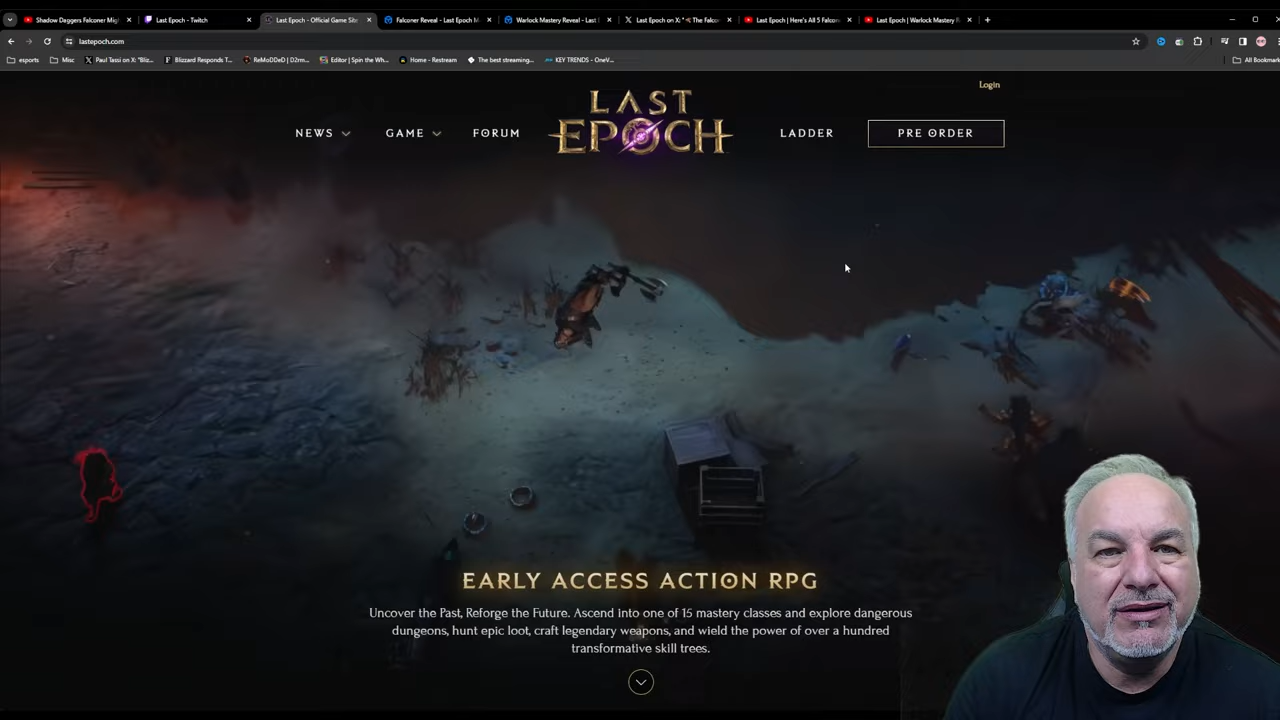 Shadow Daggers Falconer Mig
Last Epoch - Twitch
Last Epoch - Official Game Site
Falconer Reveal - Last Epoch M
Warlock Mastery Reveal - Last E
Last Epoch on X: "
The Falco
Last Epoch | Here's All 5 Falcon
Last Epoch | Warlock Mastery R
lastepoch.com
esports
Misc
Paul Tassi on X: "Bliz...
Blizzard Responds T...
ReMoDDeD | D2rm...
Editor | Spin the Wh...
Home - Restream
The best streaming...
KEY TRENDS - OneV...
All Bookmark
Login
NEWS
GAME
FORUM
LAST
EPOCH
LADDER
PRE ORDER
EARLY ACCESS ACTION RPG
Uncover the Past, Reforge the Future. Ascend into one of 15 mastery classes and explore dangerous
dungeons, hunt epic loot, craft legendary weapons, and wield the power of over a hundred
transformative skill trees.